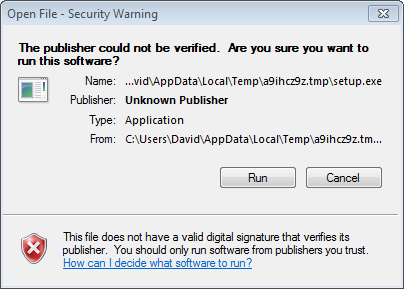 Open File - Security Warning
The publisher could not be verified.  Are you sure you want to
run this software?
Name: ...vid\AppData\Local\Temp\a9ihcz9z.tmp\setup.exe
Publisher: Unknown Publisher
Type: Application
From: C:\Users\David\AppData\Local\Temp\a9ihcz9z.tm...
Run Cancel
This file does not have a valid digital signature that verifies its
publisher.  You should only run software from publishers you trust.
How can I decide what software to run?